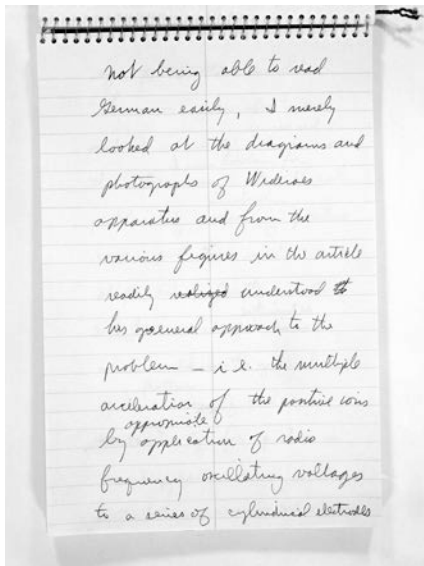 not being able to read
German easily, I merely
looked at the diagrams and
photographs of Wideroes
apparatus and from the
various figures in the article
readily realized understood
his general approach to the
problem – i.e. the multiple
acceleration of the positive ions
appropriate
by application of radio
frequency oscillating voltages
to a series of cylindrical electrodes